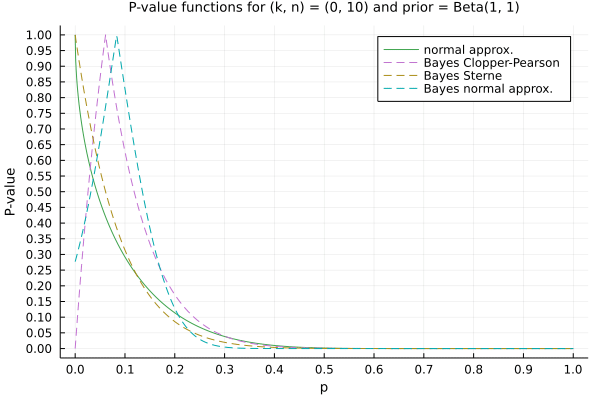 P-value functions for (k, n) = (0, 10) and prior = Beta(1, 1)
normal approx.
Bayes Clopper-Pearson
Bayes Sterne
Bayes normal approx.
P-value
1.00
0.95
0.90
0.85
0.80
0.75
0.70
0.65
0.60
0.55
0.50
0.45
0.40
0.35
0.30
0.25
0.20
0.15
0.10
0.05
0.00
0.0 0.1 0.2 0.3 0.4 0.5 0.6 0.7 0.8 0.9 1.0
p